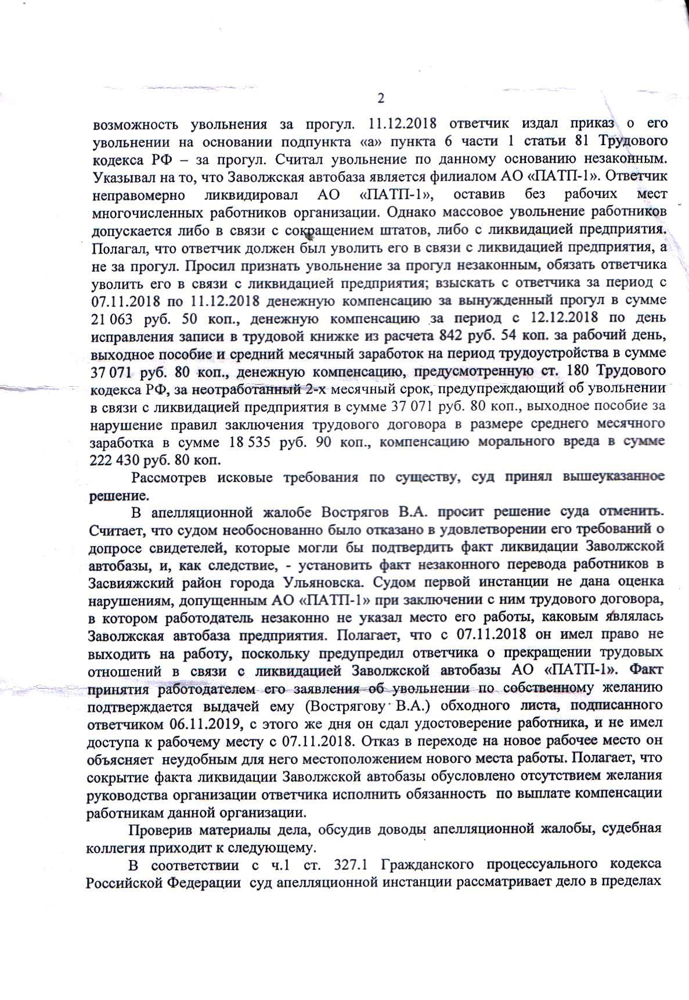 2
возможность увольнения за прогул. 11.12.2018 ответчик издал приказ о его
увольнении на основании подпункта «а» пункта 6 части 1 статьи 81 Трудового
кодекса РФ – за прогул. Считал увольнение по данному основанию незаконным.
Указывал на то, что Заволжская автобаза является филиалом АО «ПАТП-1». Ответчик
неправомерно ликвидировал АО «ПАТП-1», оставив без рабочих мест
многочисленных работников организации. Однако массовое увольнение работников
допускается либо в связи с сокращением штатов, либо с ликвидацией предприятия.
Полагал, что ответчик должен был уволить его в связи с ликвидацией предприятия, а
не за прогул. Просил признать увольнение за прогул незаконным, обязать ответчика
уволить его в связи с ликвидацией предприятия; взыскать с ответчика за период с
07.11.2018 по 11.12.2018 денежную компенсацию за вынужденный прогул в сумме
21 063 руб. 50 коп., денежную компенсацию за период с 12.12.2018 по день
исправления записи в трудовой книжке из расчета 842 руб. 54 коп. за рабочий день,
выходное пособие и средний месячный заработок на период трудоустройства в сумме
37 071 руб. 80 коп., денежную компенсацию, предусмотренную ст. 180 Трудового
кодекса РФ, за неотработанный 2-х месячный срок, предупреждающий об увольнении
в связи с ликвидацией предприятия в сумме 37 071 руб. 80 коп., выходное пособие за
нарушение правил заключения трудового договора в размере среднего месячного
заработка в сумме 18 535 руб. 90 коп., компенсацию морального вреда в сумме
222 430 руб. 80 коп.
Рассмотрев исковые требования по существу, суд принял вышеуказанное
решение.
В апелляционной жалобе Вострягов В.А. просит решение суда отменить.
Считает, что судом необоснованно было отказано в удовлетворении его требований о
допросе свидетелей, которые могли бы подтвердить факт ликвидации Заволжской
автобазы, и, как следствие, - установить факт незаконного перевода работников в
Засвияжский район города Ульяновска. Судом первой инстанции не дана оценка
нарушениям, допущенным АО «ПАТП-1» при заключении с ним трудового договора,
в котором работодатель незаконно не указал место его работы, каковым являлась
Заволжская автобаза предприятия. Полагает, что с 07.11.2018 он имел право не
выходить на работу, поскольку предупредил ответчика о прекращении трудовых
отношений в связи с ликвидацией Заволжской автобазы АО «ПАТП-1». Факт
принятия работодателем его заявления об увольнении по собственному желанию
подтверждается выдачей ему (Вострягову В.А.) обходного листа, подписанного
ответчиком 06.11.2019, с этого же дня он сдал удостоверение работника, и не имел
доступа к рабочему месту с 07.11.2018. Отказ в переходе на новое рабочее место он
объясняет неудобным для него местоположением нового места работы. Полагает, что
сокрытие факта ликвидации Заволжской автобазы обусловлено отсутствием желания
руководства организации ответчика исполнить обязанность по выплате компенсации
работникам данной организации.
Проверив материалы дела, обсудив доводы апелляционной жалобы, судебная
коллегия приходит к следующему.
В соответствии с ч.1 ст. 327.1 Гражданского процессуального кодекса
Российской Федерации суд апелляционной инстанции рассматривает дело в пределах